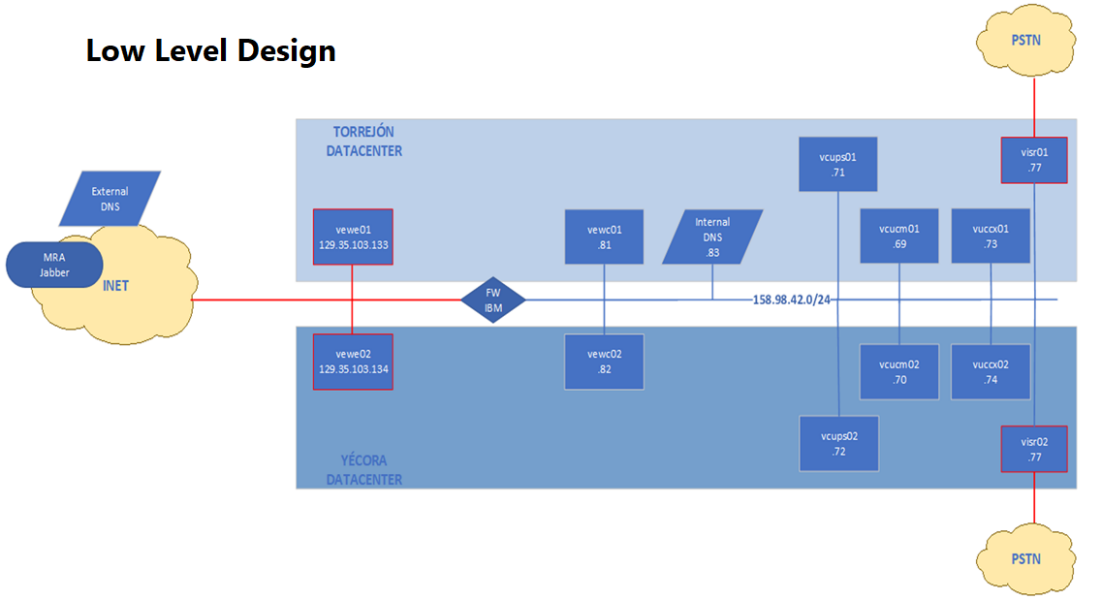 Low Level Design
PSTN
TORREJÓN
DATACENTER
External
DNS
MRA
Jabber
INET
vewe01
129.35.103.133
vewc01
.81
Internal
DNS
.83
vcups01
.71
vcucm01
.69
vuccx01
.73
visr01
.77
FW
IBM
158.98.42.0/24
vewe02
129.35.103.134
vewc02
.82
vcucm02
.70
vuccx02
.74
vcups02
.72
visr02
.77
YÉCORA
DATACENTER
PSTN